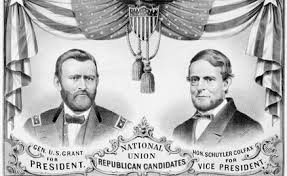 GEN. U.S. GRANT
FOR
PRESIDENT.
NATIONAL
UNION
REPUBLICAN CANDIDATES
HON. SCHUYLER COLFAX
FOR
VICE PRESIDENT.